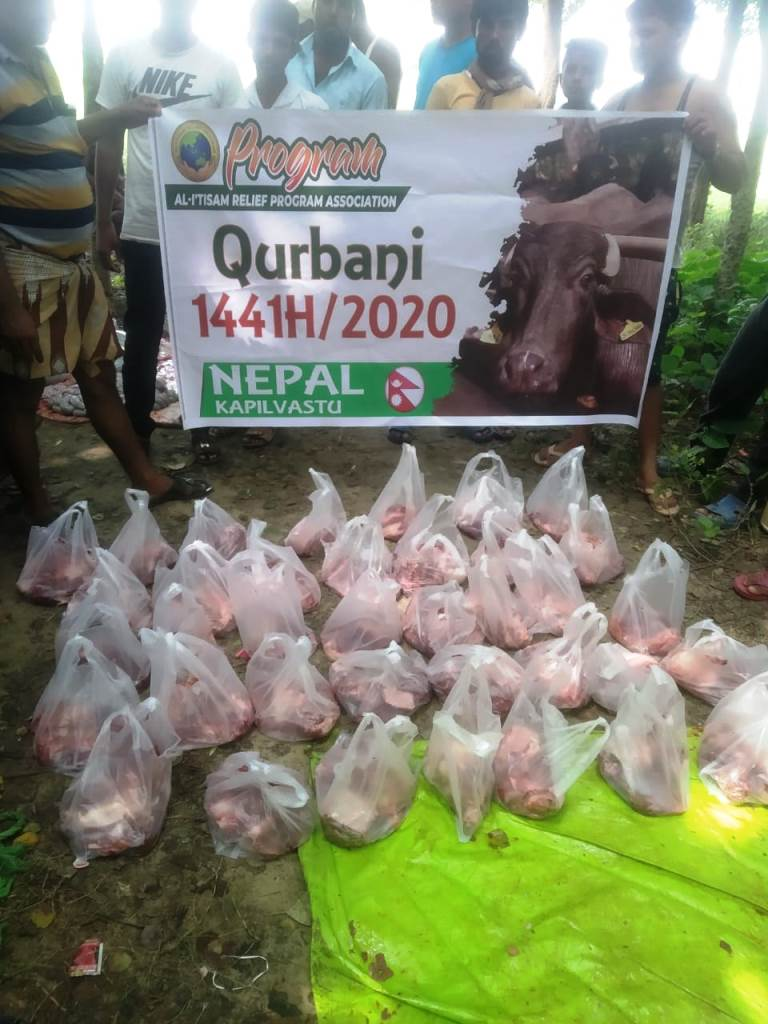 NIKE
Program
AL-I'TISAM RELIEF PROGRAM ASSOCIATION
Qurbani
1441H/2020
NEPAL
KAPILVASTU